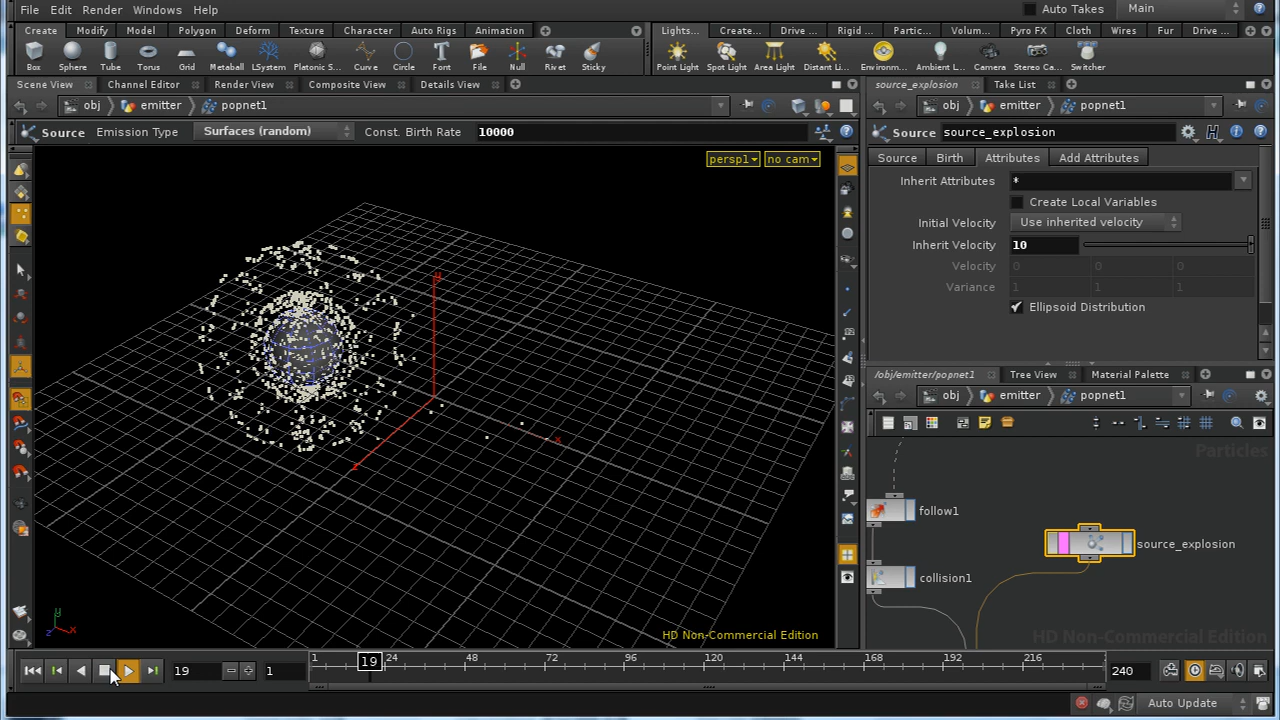 File Edit Render Windows Help Auto Takes Main
Create Modify Model Polygon Deform Texture Character Auto Rigs Animation Lights... Create... Drive ... Rigid ... Partic... Volum... Pyro FX Cloth Wires Fur Drive ...
Box Sphere Tube Torus Grid Metaball LSystem Platonic S... Curve Circle Font File Null Rivet Sticky Point Light Spot Light Area Light Distant Li... Environm... Ambient L... Camera Stereo Ca... Switcher
Scene View Channel Editor Render View Composite View Details View source_explosion Take List
obj emitter popnet1 obj emitter popnet1
Source Emission Type Surfaces (random) Const. Birth Rate 10000 Source source_explosion
persp1 no cam Source Birth Attributes Add Attributes
Inherit Attributes *
Create Local Variables
Initial Velocity Use inherited velocity
Inherit Velocity 10
Velocity 0 0 0
Variance 1 1 1
Ellipsoid Distribution
y
x
z
/obj/emitter/popnet1 Tree View Material Palette
obj emitter popnet1
Particles
follow1
source_explosion
collision1
y
z x
HD Non-Commercial Edition HD Non-Commercial Edition
19 1 1 19 24 48 72 96 120 144 168 192 216 240
Auto Update